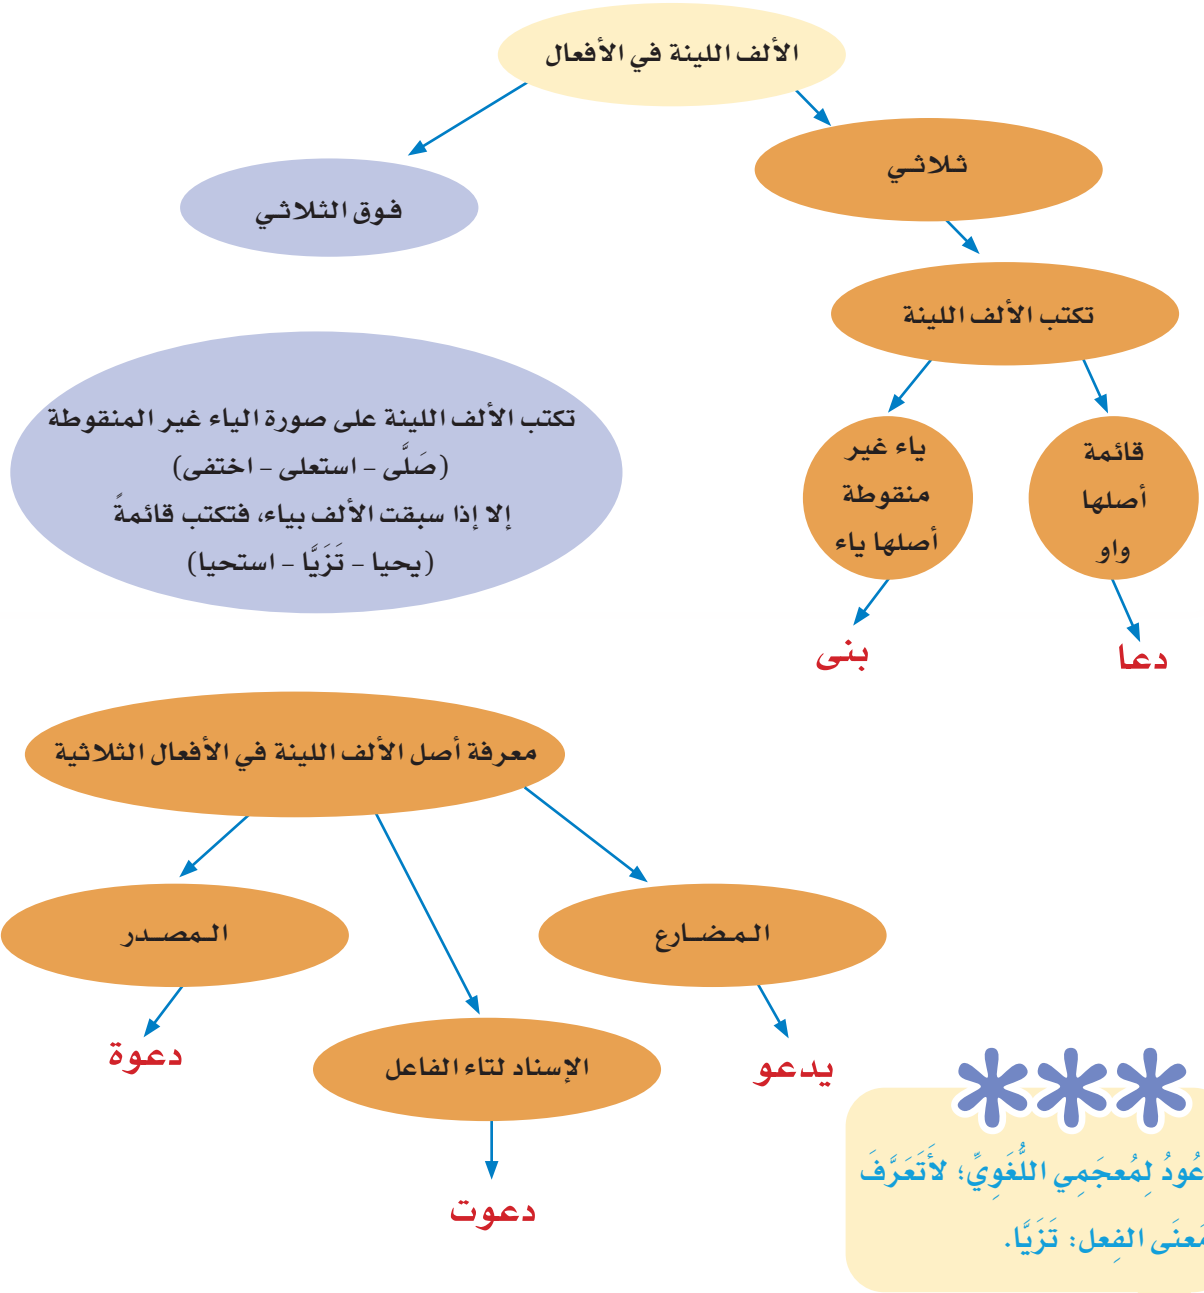 الألف اللينة في الأفعال
ثلاثي
فوق الثلاثي
تكتب الألف اللينة
قائمة
أصلها
واو
ياء غير
منقوطة
أصلها ياء
دعا
بنى
تكتب الألف اللينة على صورة الياء غير المنقوطة
(صَلَّى - استعلى - اختفى)
إلا إذا سبقت الألف بياء، فتكتب قائمةً
(يحيا - تَزَيَّا - استحيا)
معرفة أصل الألف اللينة في الأفعال الثلاثية
المضارع
الإسناد لتاء الفاعل
المصدر
يدعو
دعوت
دعوة
عُودُ لِمُعجَمِي اللُّغَوِيِّ؛ لأَتَعَرَّفَ
مَعنَى الفِعل: تَزَيَّا.